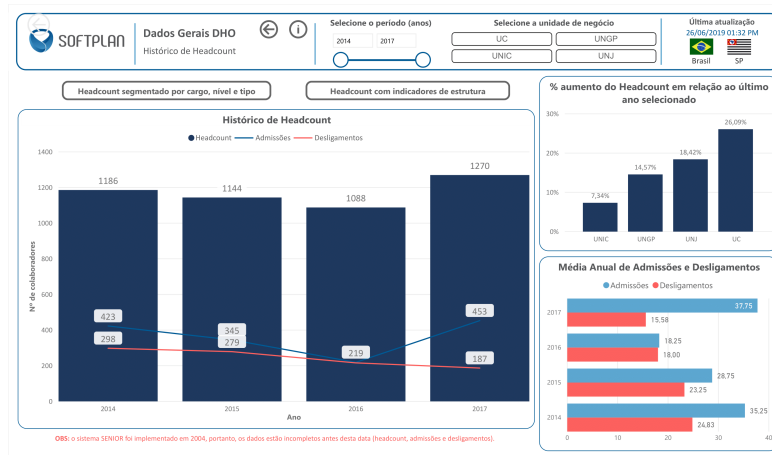 SOFTPLAN
Dados Gerais DHO
Histórico de Headcount
Selecione o período (anos)
2014
2017
Selecione a unidade de negócio
UC
UNGP
UNIC
UNJ
Última atualização
26/06/2019 01:32 PM
Brasil
SP
Headcount segmentado por cargo, nível e tipo
Headcount com indicadores de estrutura
Histórico de Headcount
Headcount
Admissões
Desligamentos
Nº de colaboradores
1400
1200
1000
800
600
400
200
0
1186
1144
1088
1270
423
298
345
279
219
453
187
2014
2015
2016
2017
Ano
OBS: o sistema SENIOR foi implementado em 2004, portanto, os dados estão incompletos antes desta data (headcount, admissões e desligamentos).
% aumento do Headcount em relação ao último
ano selecionado
30%
20%
10%
0%
7,34%
14,57%
18,42%
26,09%
UNIC
UNGP
UNJ
UC
Média Anual de Admissões e Desligamentos
Admissões
Desligamentos
2017
37,75
15,58
2016
18,25
18,00
2015
28,75
23,25
2014
35,25
24,83
0
10
20
30
40